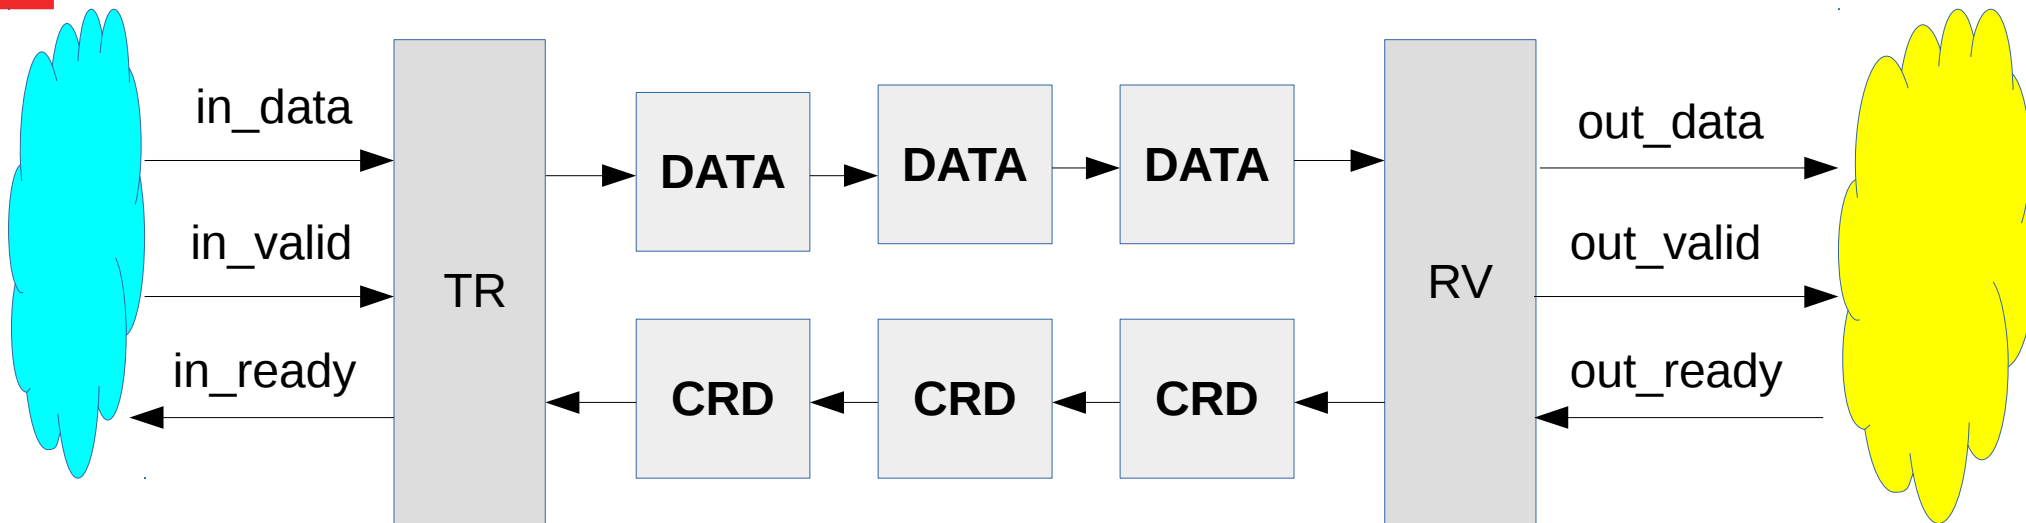 in_data
in_valid
in_ready
TR
DATA
DATA
DATA
CRD
CRD
CRD
RV
out_data
out_valid
out_ready